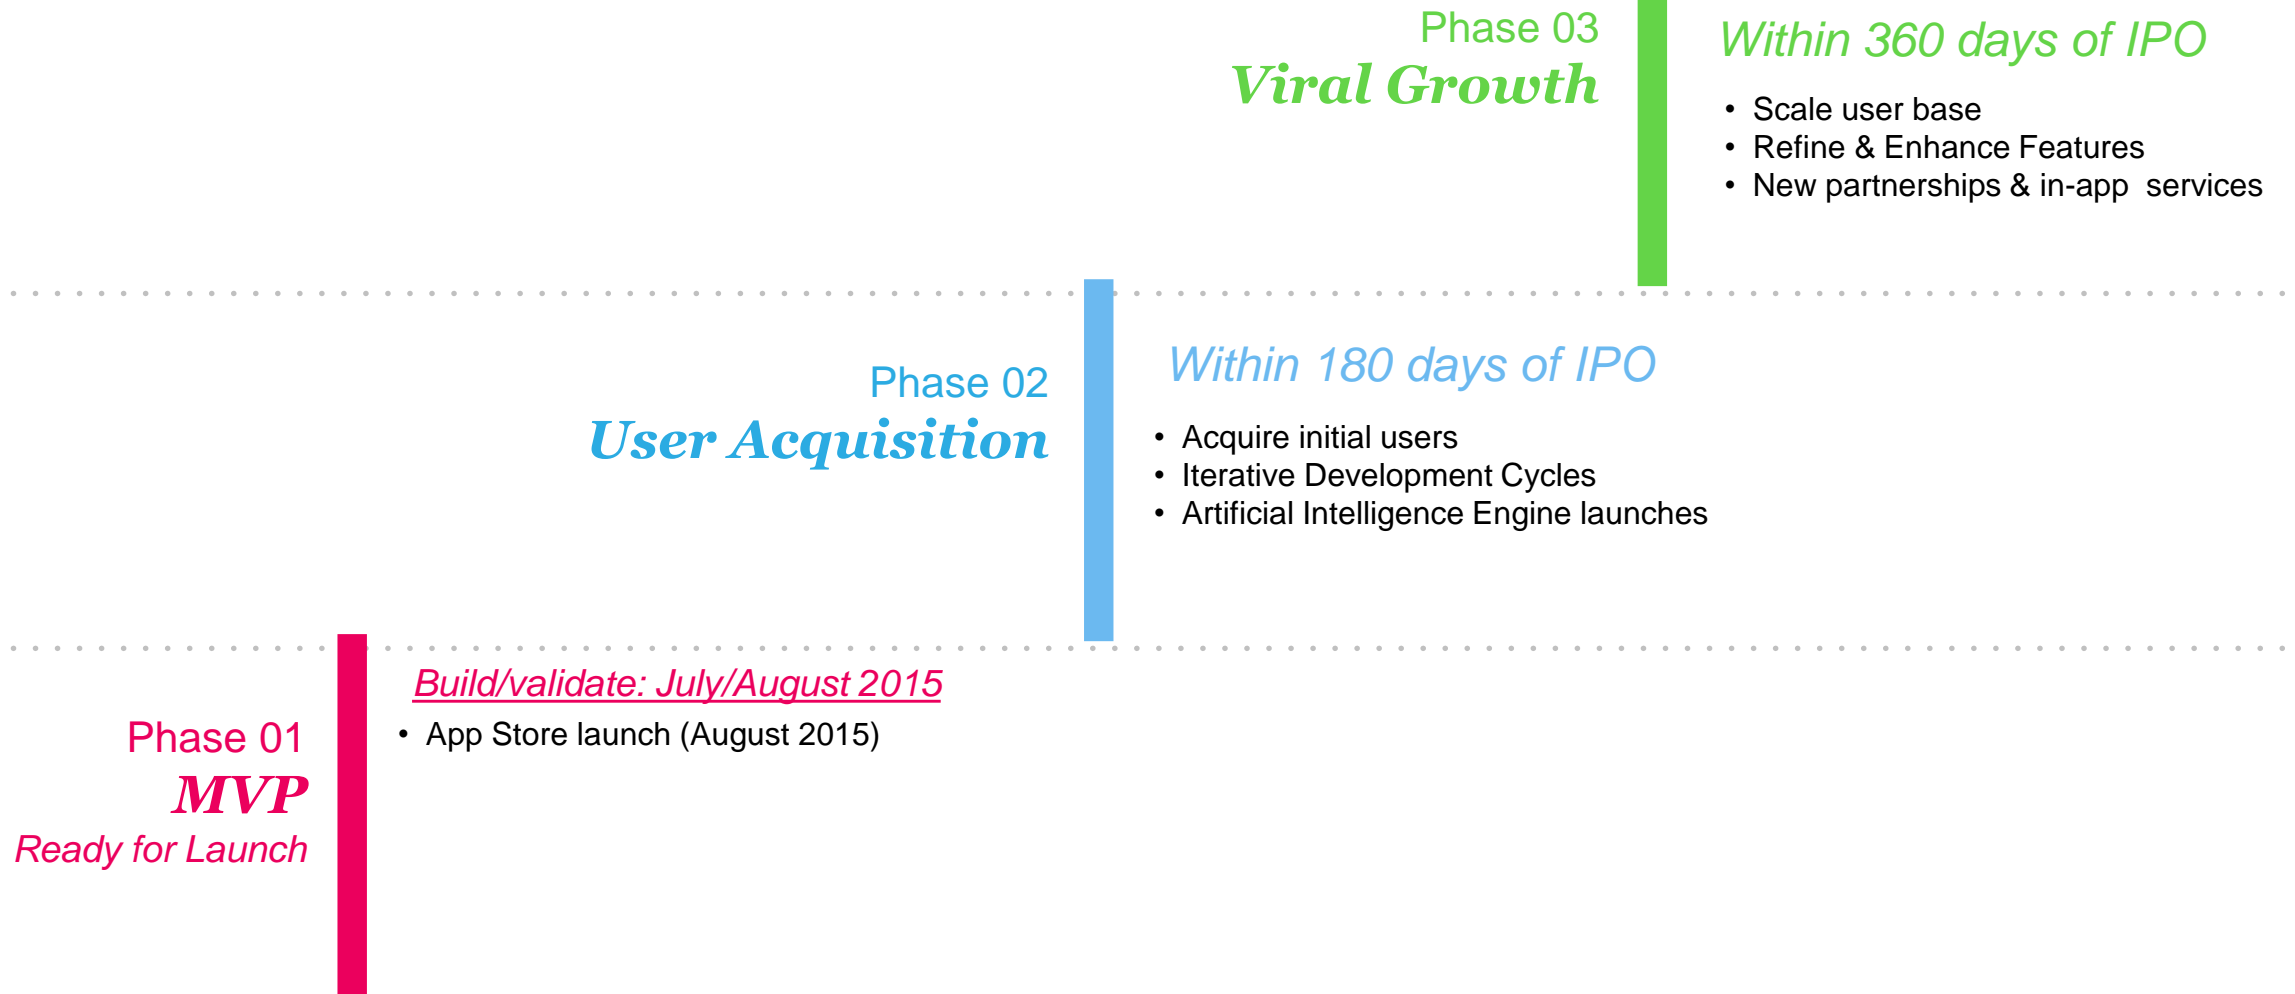 Phase 03
Viral Growth
Within 360 days of IPO
• Scale user base
• Refine & Enhance Features
• New partnerships & in-app  services
Phase 02
User Acquisition
Within 180 days of IPO
• Acquire initial users
• Iterative Development Cycles
• Artificial Intelligence Engine launches
Phase 01
MVP
Ready for Launch
Build/validate: July/August 2015
• App Store launch (August 2015)